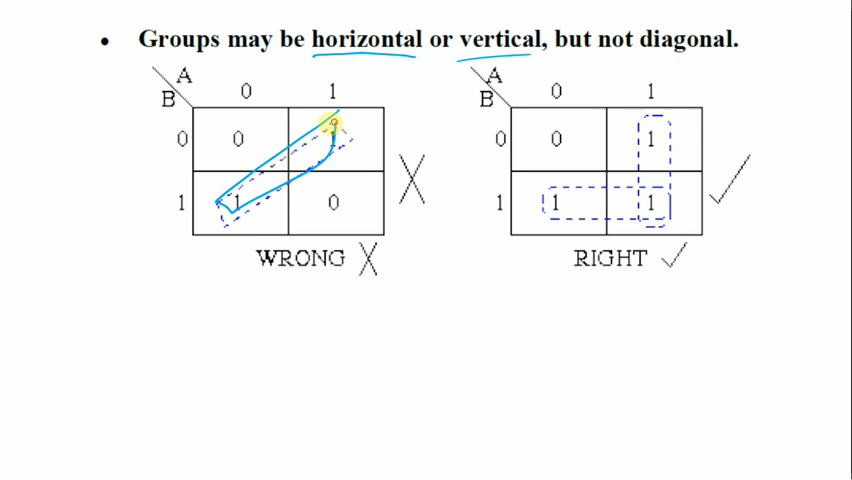 • Groups may be horizontal or vertical, but not diagonal.
A A
B 0 1 B 0 1
0 0 1 0 0 1
1 1 0 1 1 1
WRONG RIGHT